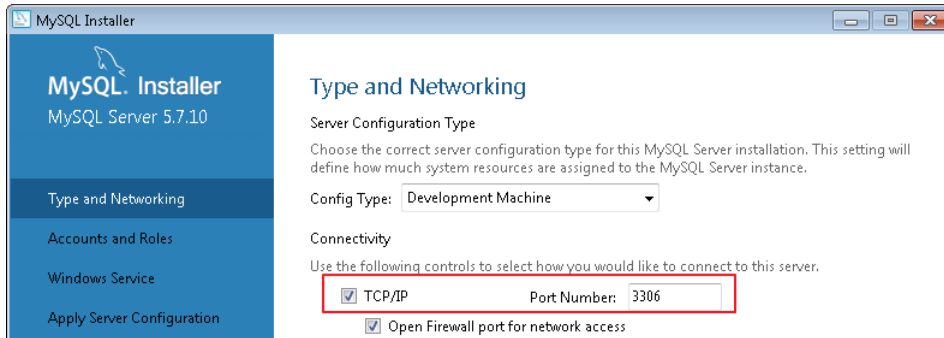 MySQL Installer
MySQL. Installer
MySQL Server 5.7.10
Type and Networking
Accounts and Roles
Windows Service
Apply Server Configuration
Type and Networking
Server Configuration Type
Choose the correct server configuration type for this MySQL Server installation. This setting will
define how much system resources are assigned to the MySQL Server instance.
Config Type: Development Machine
Connectivity
Use the following controls to select how you would like to connect to this server.
TCP/IP Port Number: 3306
Open Firewall port for network access